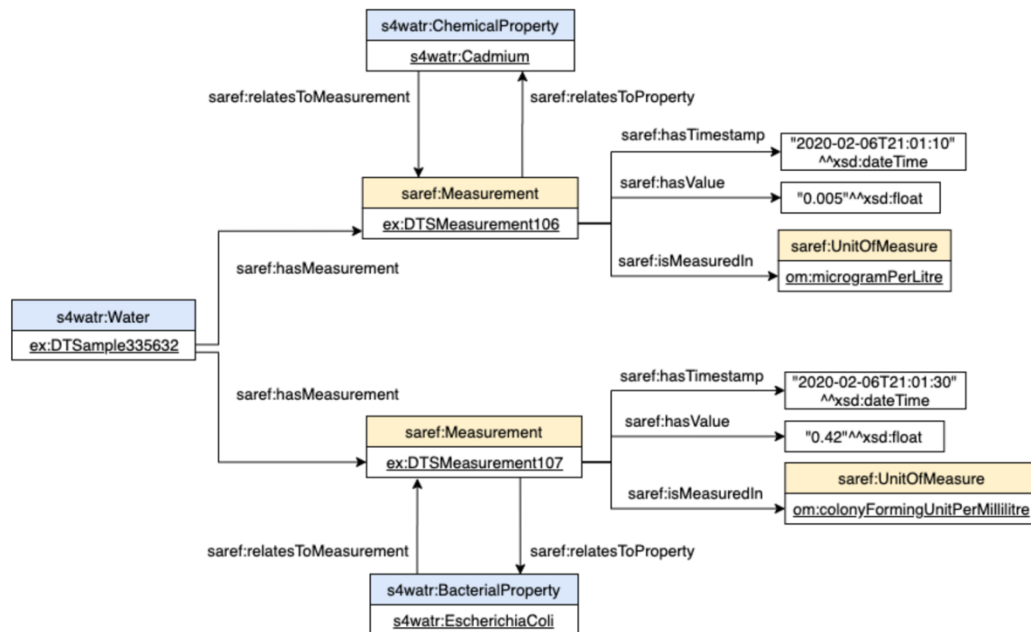 s4watr:ChemicalProperty
s4watr:Cadmium
saref:relatesToMeasurement
saref:relatesToProperty
saref:hasTimestamp
"2020-02-06T21:01:10"
^^xsd:dateTime
saref:Measurement
saref:hasValue
"0.005"^^xsd:float
ex:DTSMeasurement106
saref:UnitOfMeasure
saref:isMeasuredIn
om:microgramPerLitre
saref:hasMeasurement
s4watr:Water
ex:DTSample335632
saref:hasMeasurement
saref:hasTimestamp
"2020-02-06T21:01:30"
^^xsd:dateTime
saref:Measurement
saref:hasValue
"0.42"^^xsd:float
ex:DTSMeasurement107
saref:UnitOfMeasure
saref:isMeasuredIn
om:colonyFormingUnitPerMillilitre
saref:relatesToMeasurement
saref:relatesToProperty
s4watr:BacterialProperty
s4watr:EscherichiaColi